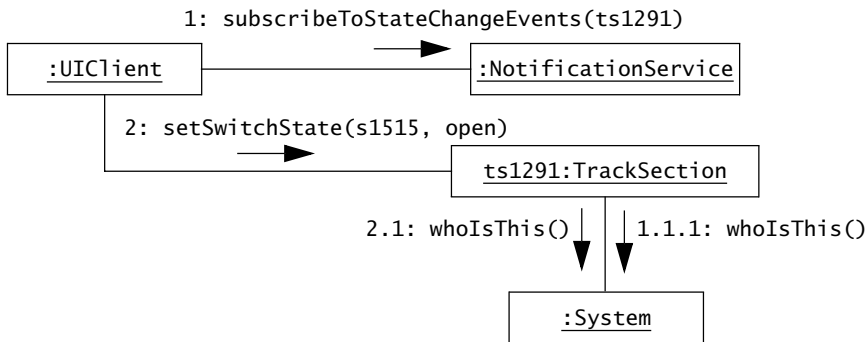 1: subscribeToStateChangeEvents(ts1291)
:UIClient
:NotificationService
2: setSwitchState(s1515, open)
ts1291:TrackSection
2.1: whoIsThis()
1.1.1: whoIsThis()
:System